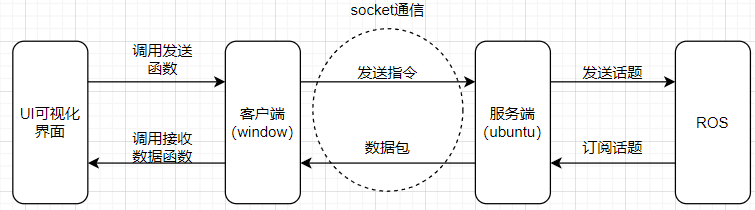 socket通信
UI可视化
界面
调用发送
函数
调用接收
数据函数
客户端
（window）
发送指令
数据包
服务端
（ubuntu）
发送话题
订阅话题
ROS